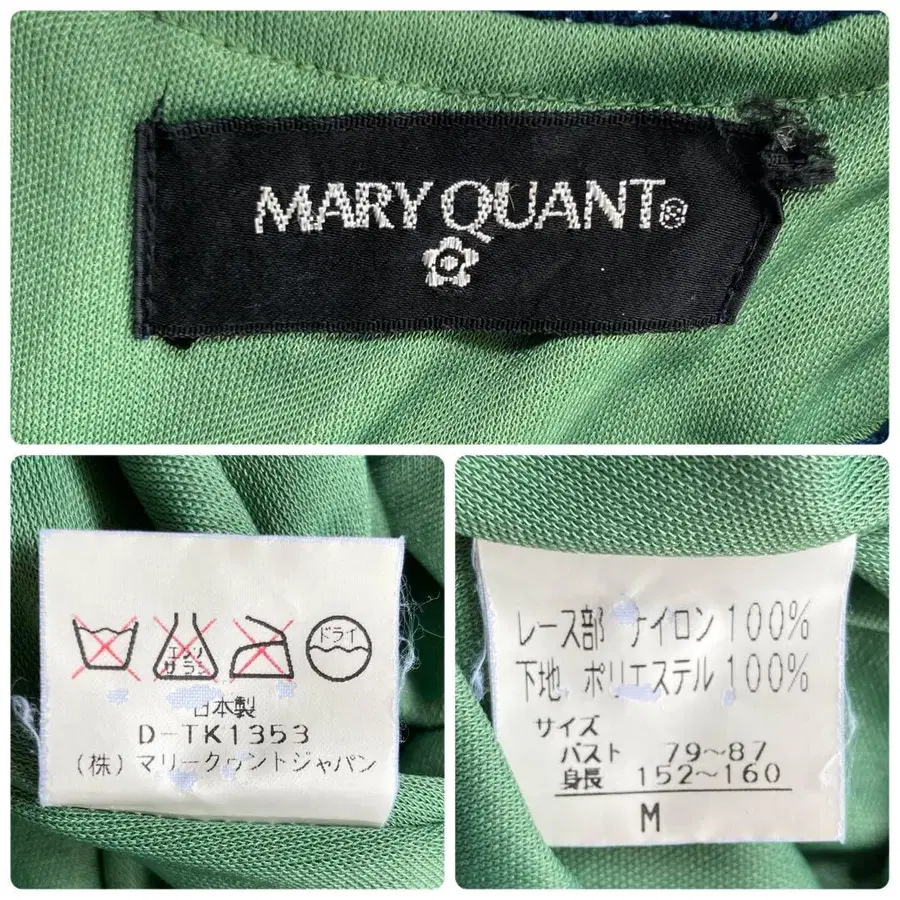 MARY QUANT®
エンソ
サラシ
ドライ
日本製
D-TK1353
(株) マリークヮントジャパン
レース部 ナイロン 100%
下地 ポリエステル 100%
サイズ
バスト 79~87
身長 152~160
M